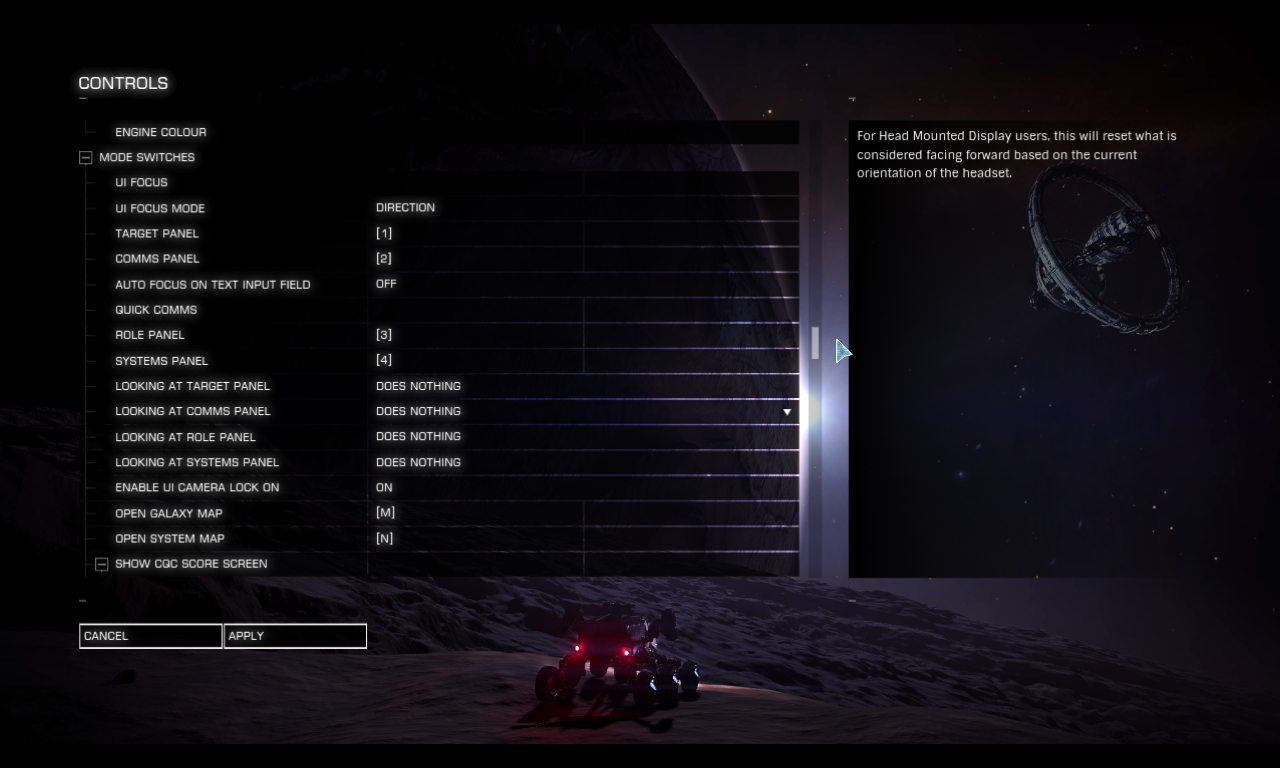 CONTROLS
ENGINE COLOUR
MODE SWITCHES
UI FOCUS
UI FOCUS MODE DIRECTION
TARGET PANEL [1]
COMMS PANEL [2]
AUTO FOCUS ON TEXT INPUT FIELD OFF
QUICK COMMS
ROLE PANEL [3]
SYSTEMS PANEL [4]
LOOKING AT TARGET PANEL DOES NOTHING
LOOKING AT COMMS PANEL DOES NOTHING
LOOKING AT ROLE PANEL DOES NOTHING
LOOKING AT SYSTEMS PANEL DOES NOTHING
ENABLE UI CAMERA LOCK ON ON
OPEN GALAXY MAP [M]
OPEN SYSTEM MAP [N]
SHOW CQC SCORE SCREEN
For Head Mounted Display users, this will reset what is
considered facing forward based on the current
orientation of the headset.
CANCEL APPLY